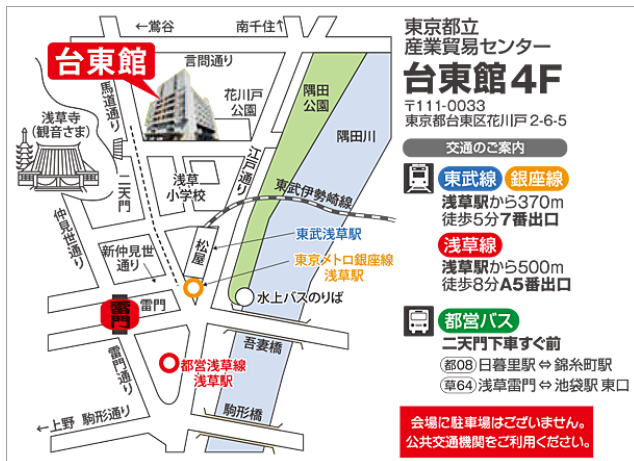 ←鶯谷
南千住↑
台東館
言問通り
馬道通り
花川戸
公園
隅田
公園
隅田川
浅草寺
(観音さま)
二天門
浅草
小学校
江戸通り
東武伊勢崎線
仲見世通り
新仲見世
通り
松屋
東武浅草駅
東京メトロ銀座線
浅草駅
水上バスのりば
雷門
雷門
吾妻橋
雷門通り
都営浅草線
浅草駅
←上野 駒形通り
駒形橋
東京都立
産業貿易センター
台東館4F
〒111-0033
東京都台東区花川戸2-6-5
交通のご案内
東武線 銀座線
浅草駅から370m
徒歩5分7番出口
浅草線
浅草駅から500m
徒歩8分A5番出口
都営バス
二天門下車すぐ前
都08 日暮里駅⇔錦糸町駅
草64 浅草雷門⇔池袋駅 東口
会場に駐車場はございません。
公共交通機関をご利用ください。